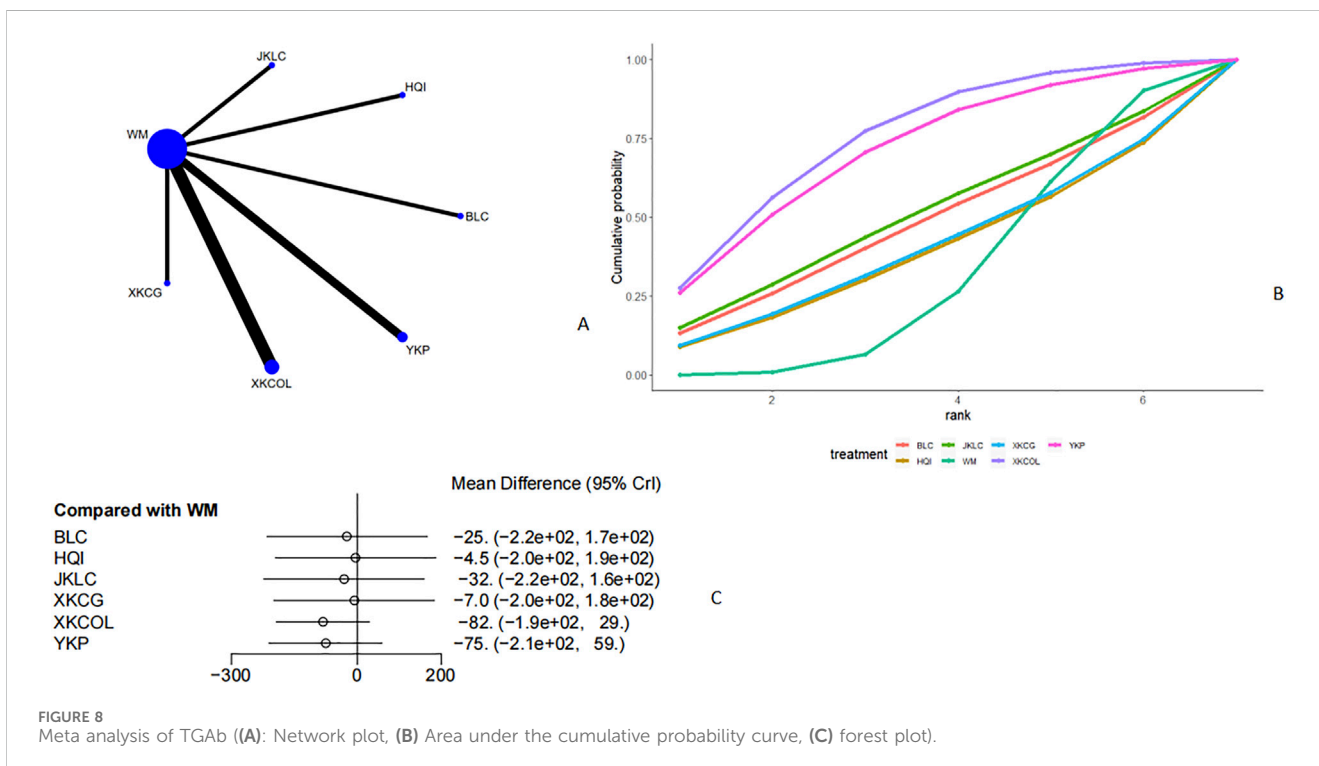 JKLC
HQI
WM
BLC
XKCG
YKP
XKCOL
A
1.00
0.75
0.50
0.25
0.00
Cumulative probability
2 4 6
rank
B
treatment BLC JKLC XKCG YKP
HQI WM XKCOL
Mean Difference (95% CrI)
Compared with WM
BLC −25. (−2.2e+02, 1.7e+02)
HQI −4.5 (−2.0e+02, 1.9e+02)
JKLC −32. (−2.2e+02, 1.6e+02)
XKCG −7.0 (−2.0e+02, 1.8e+02)
XKCOL −82. (−1.9e+02, 29.)
YKP −75. (−2.1e+02, 59.)
C
−300 0 200
FIGURE 8
Meta analysis of TGAb ((A): Network plot, (B) Area under the cumulative probability curve, (C) forest plot).